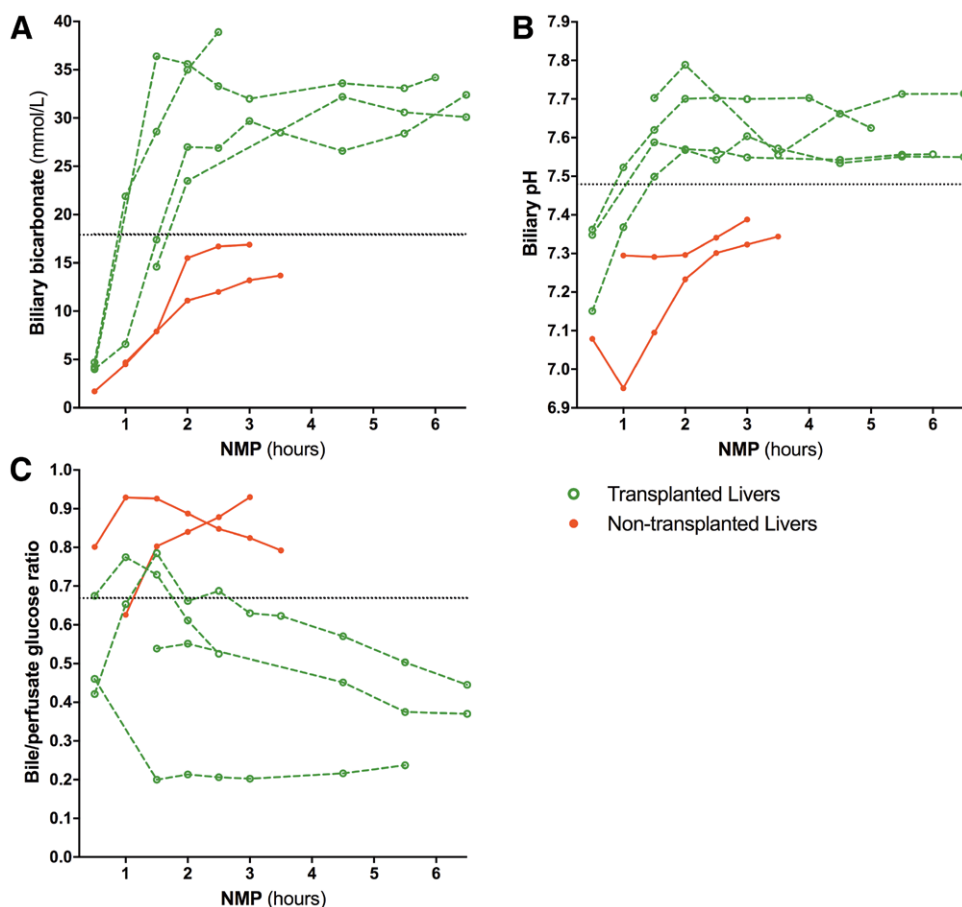 A
Biliary bicarbonate (mmol/L)
40
35
30
25
20
15
10
5
0
1 2 3 4 5 6
NMP (hours)
B
Biliary pH
7.9
7.8
7.7
7.6
7.5
7.4
7.3
7.2
7.1
7.0
6.9
1 2 3 4 5 6
NMP (hours)
C
Bile/perfusate glucose ratio
1.0
0.9
0.8
0.7
0.6
0.5
0.4
0.3
0.2
0.1
0.0
1 2 3 4 5 6
NMP (hours)
Transplanted Livers
Non-transplanted Livers